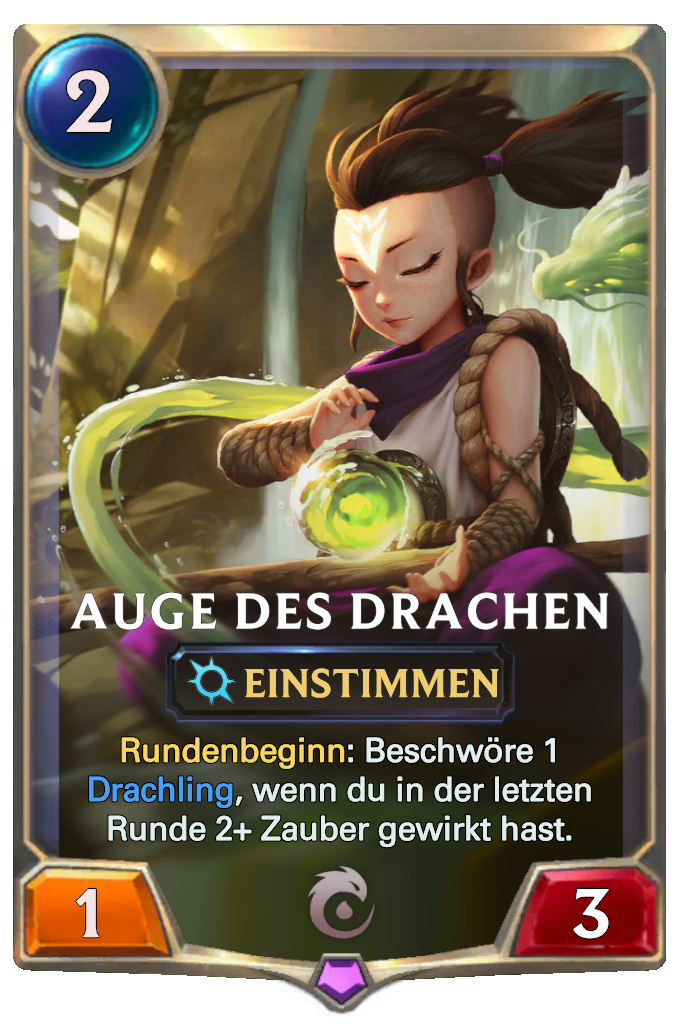 2
AUGE DES DRACHEN
EINSTIMMEN
Rundenbeginn: Beschwöre 1
Drachling, wenn du in der letzten
Runde 2+ Zauber gewirkt hast.
1
3